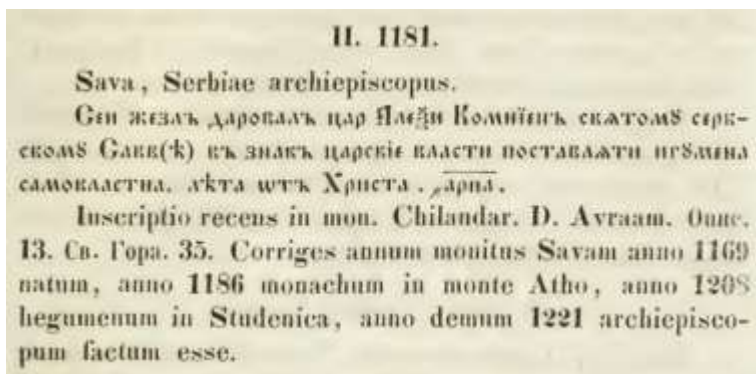 II. 1181.
Sava, Serbiae archiepiscopus.
Сеи жезлъ даровалъ цар Алеѯи Комнїенъ свѧтомꙋ серб-
скомꙋ Савв(ѣ) въ знакъ царскіе власти поставлѧти игꙋмена
самовластна. лѣта ѡтъ Христа . ҂арпа.
Inscriptio recens in mon. Chilandar. D. Avraam. Опис.
13. Св. Гора. 35. Corriges annum monitus Savam anno 1169
natum, anno 1186 monachum in monte Atho, anno 1208
hegumenum in Studenica, anno demum 1221 archiepisco-
pum factum esse.